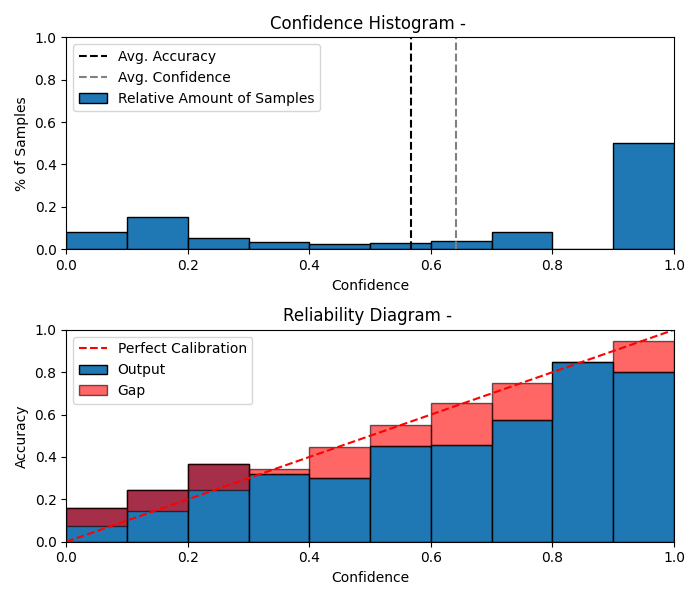 Confidence Histogram -
1.0
0.8
0.6
0.4
0.2
0.0
% of Samples
Avg. Accuracy
Avg. Confidence
Relative Amount of Samples
0.0 0.2 0.4 0.6 0.8 1.0
Confidence
Reliability Diagram -
1.0
0.8
0.6
0.4
0.2
0.0
Accuracy
Perfect Calibration
Output
Gap
0.0 0.2 0.4 0.6 0.8 1.0
Confidence